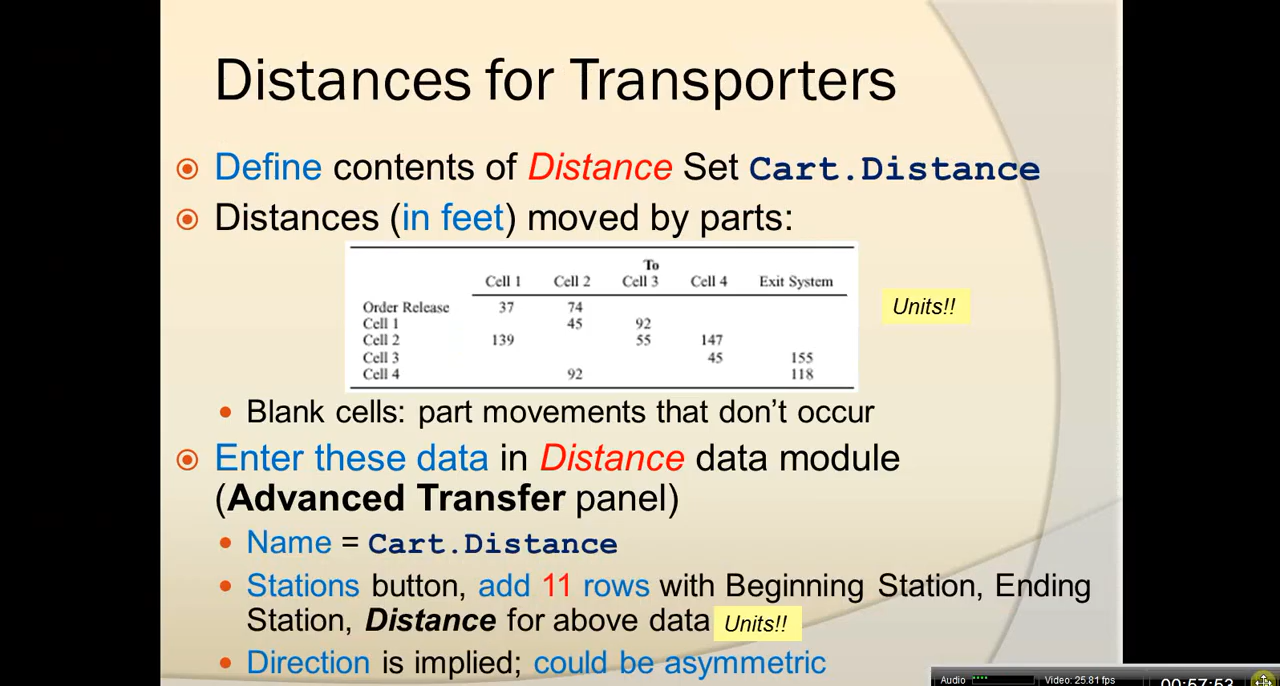 Distances for Transporters
Define contents of Distance Set Cart.Distance
Distances (in feet) moved by parts:
To
Cell 1 Cell 2 Cell 3 Cell 4 Exit System
Order Release 37 74
Cell 1 45 92
Cell 2 139 55 147
Cell 3 45 155
Cell 4 92 118
Units!!
Blank cells: part movements that don't occur
Enter these data in Distance data module
(Advanced Transfer panel)
Name = Cart.Distance
Stations button, add 11 rows with Beginning Station, Ending
Station, Distance for above data Units!!
Direction is implied; could be asymmetric
Audio Video: 25.81 fps 00:57:53